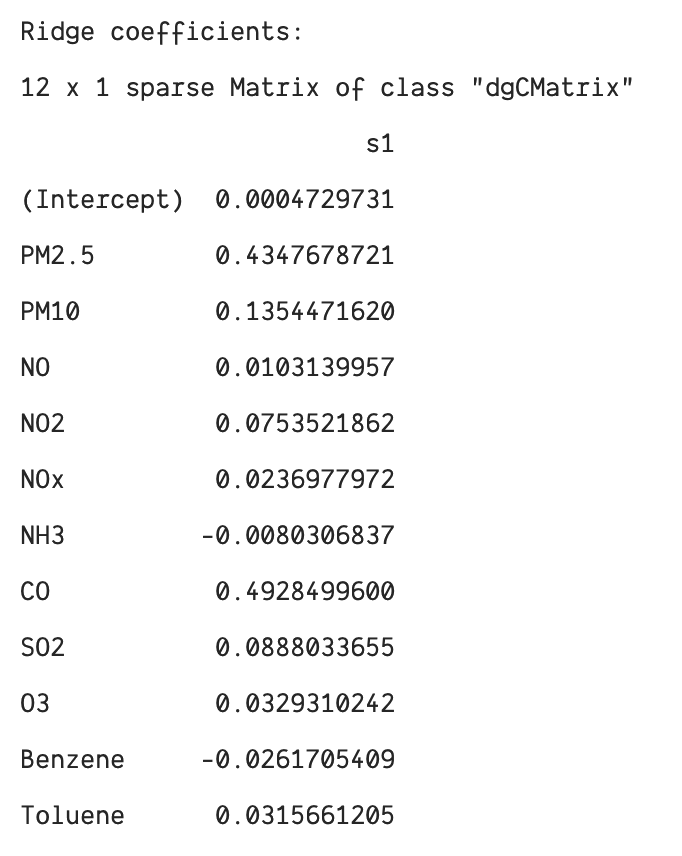 Ridge coefficients:
12 x 1 sparse Matrix of class "dgCMatrix"
s1
(Intercept) 0.0004729731
PM2.5 0.4347678721
PM10 0.1354471620
NO 0.0103139957
NO2 0.0753521862
NOx 0.0236977972
NH3 -0.0080306837
CO 0.4928499600
SO2 0.0888033655
O3 0.0329310242
Benzene -0.0261705409
Toluene 0.0315661205